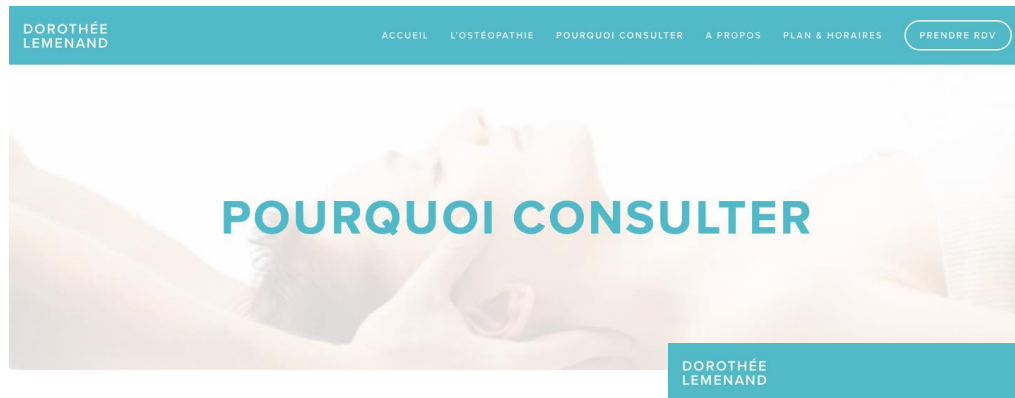 DOROTHÉE
LEMENAND
ACCUEIL L'OSTÉOPATHIE POURQUOI CONSULTER A PROPOS PLAN & HORAIRES PRENDRE RDV
POURQUOI CONSULTER
DOROTHÉE
LEMENAND